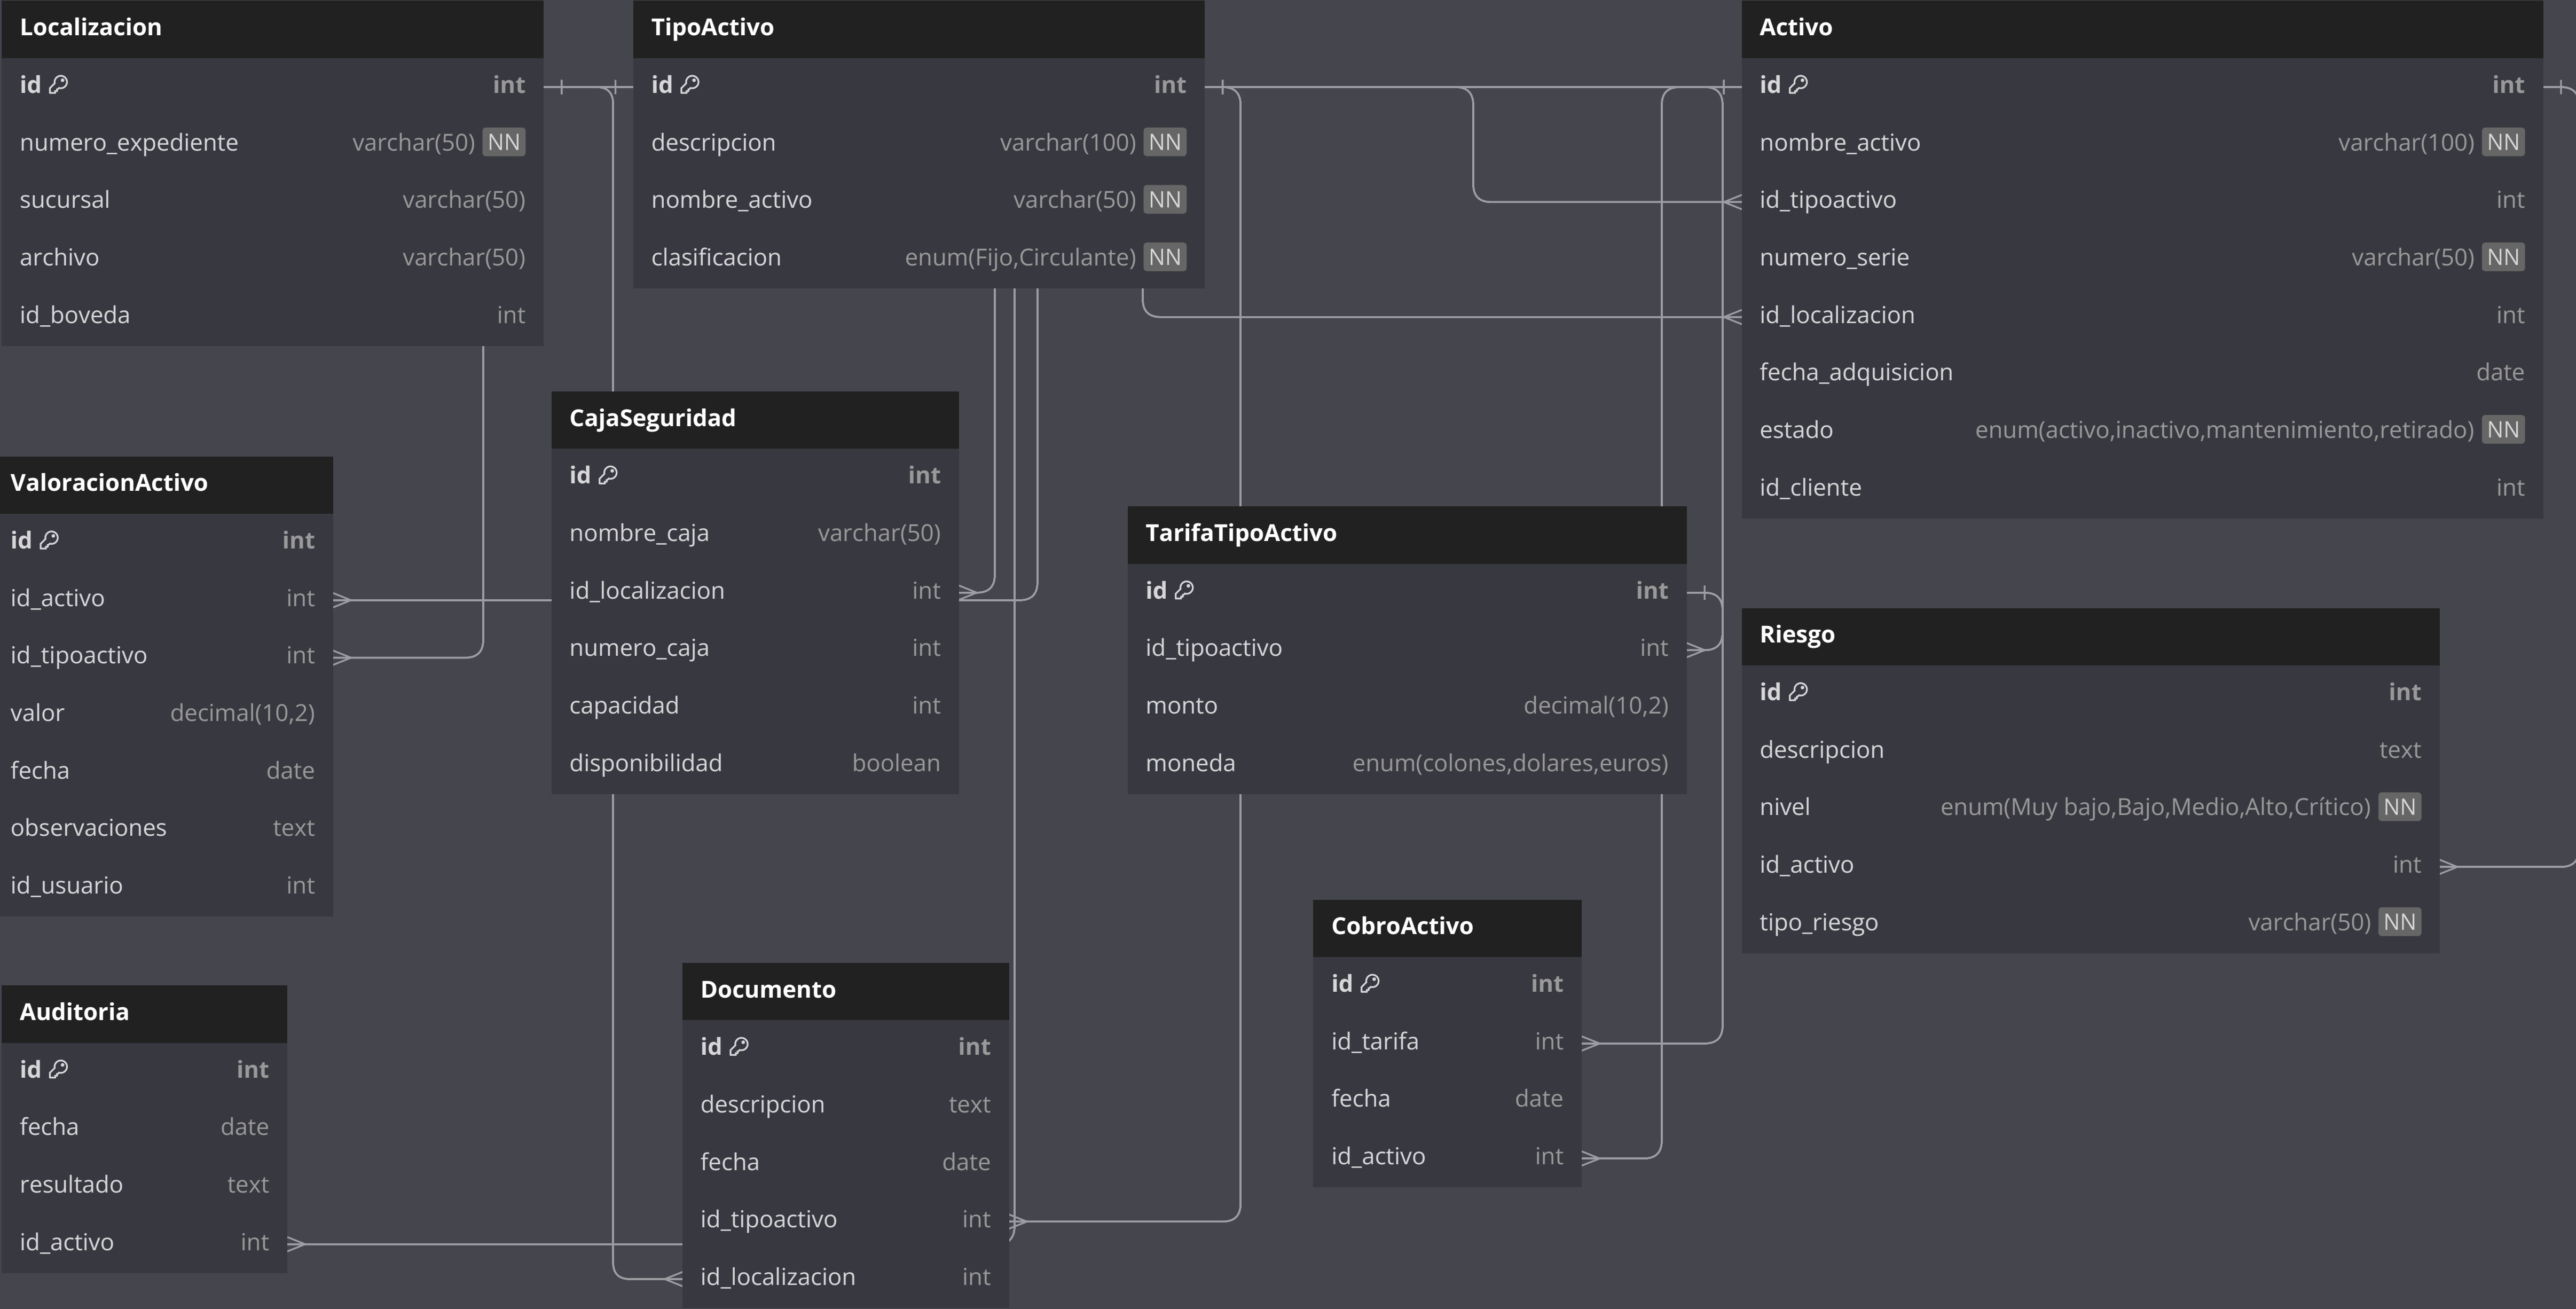 Localizacion
id int
numero_expediente varchar(50) NN
sucursal varchar(50)
archivo varchar(50)
id_boveda int
TipoActivo
id int
descripcion varchar(100) NN
nombre_activo varchar(50) NN
clasificacion enum(Fijo,Circulante) NN
Activo
id int
nombre_activo varchar(100) NN
id_tipoactivo int
numero_serie varchar(50) NN
id_localizacion int
fecha_adquisicion date
estado enum(activo,inactivo,mantenimiento,retirado) NN
id_cliente int
CajaSeguridad
id int
nombre_caja varchar(50)
id_localizacion int
numero_caja int
capacidad int
disponibilidad boolean
ValoracionActivo
id int
id_activo int
id_tipoactivo int
valor decimal(10,2)
fecha date
observaciones text
id_usuario int
TarifaTipoActivo
id int
id_tipoactivo int
monto decimal(10,2)
moneda enum(colones,dolares,euros)
Riesgo
id int
descripcion text
nivel enum(Muy bajo,Bajo,Medio,Alto,Crítico) NN
id_activo int
tipo_riesgo varchar(50) NN
CobroActivo
id int
id_tarifa int
fecha date
id_activo int
Documento
id int
descripcion text
fecha date
id_tipoactivo int
id_localizacion int
Auditoria
id int
fecha date
resultado text
id_activo int